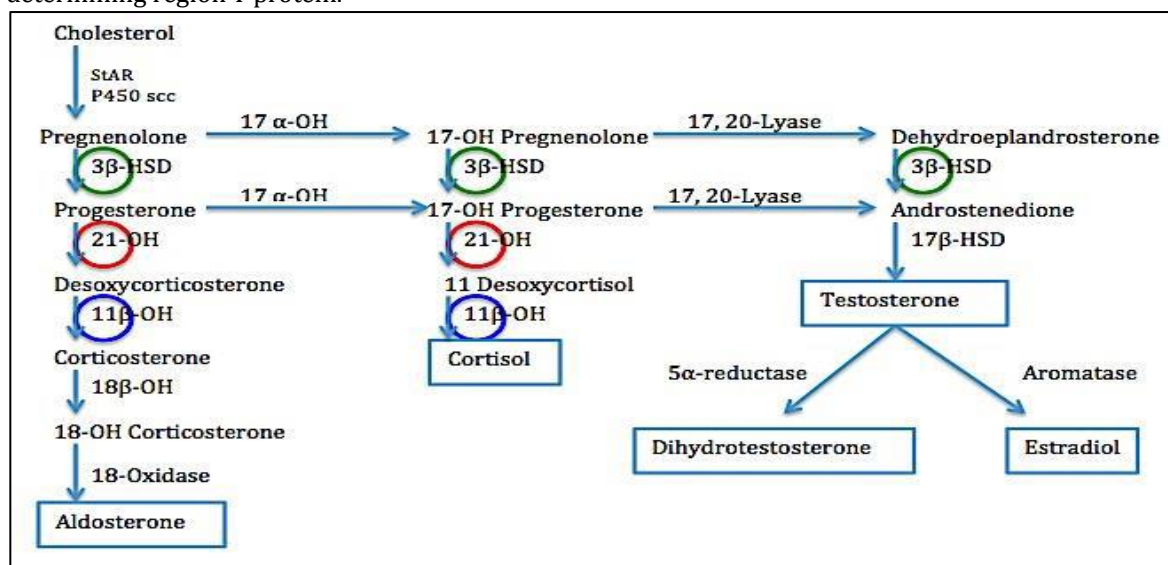 determining region Y protein.
Cholesterol
StAR
P450 scc
17 α-OH
17, 20-Lyase
Pregnenolone
17-OH Pregnenolone
Dehydroeplandrosterone
3β-HSD
3β-HSD
3β-HSD
17 α-OH
17, 20-Lyase
Progesterone
17-OH Progesterone
Androstenedione
21-OH
21-OH
17β-HSD
Desoxycorticosterone
11 Desoxycortisol
Testosterone
11β-OH
11β-OH
Corticosterone
Cortisol
18β-OH
5α-reductase
Aromatase
18-OH Corticosterone
Dihydrotestosterone
Estradiol
18-Oxidase
Aldosterone